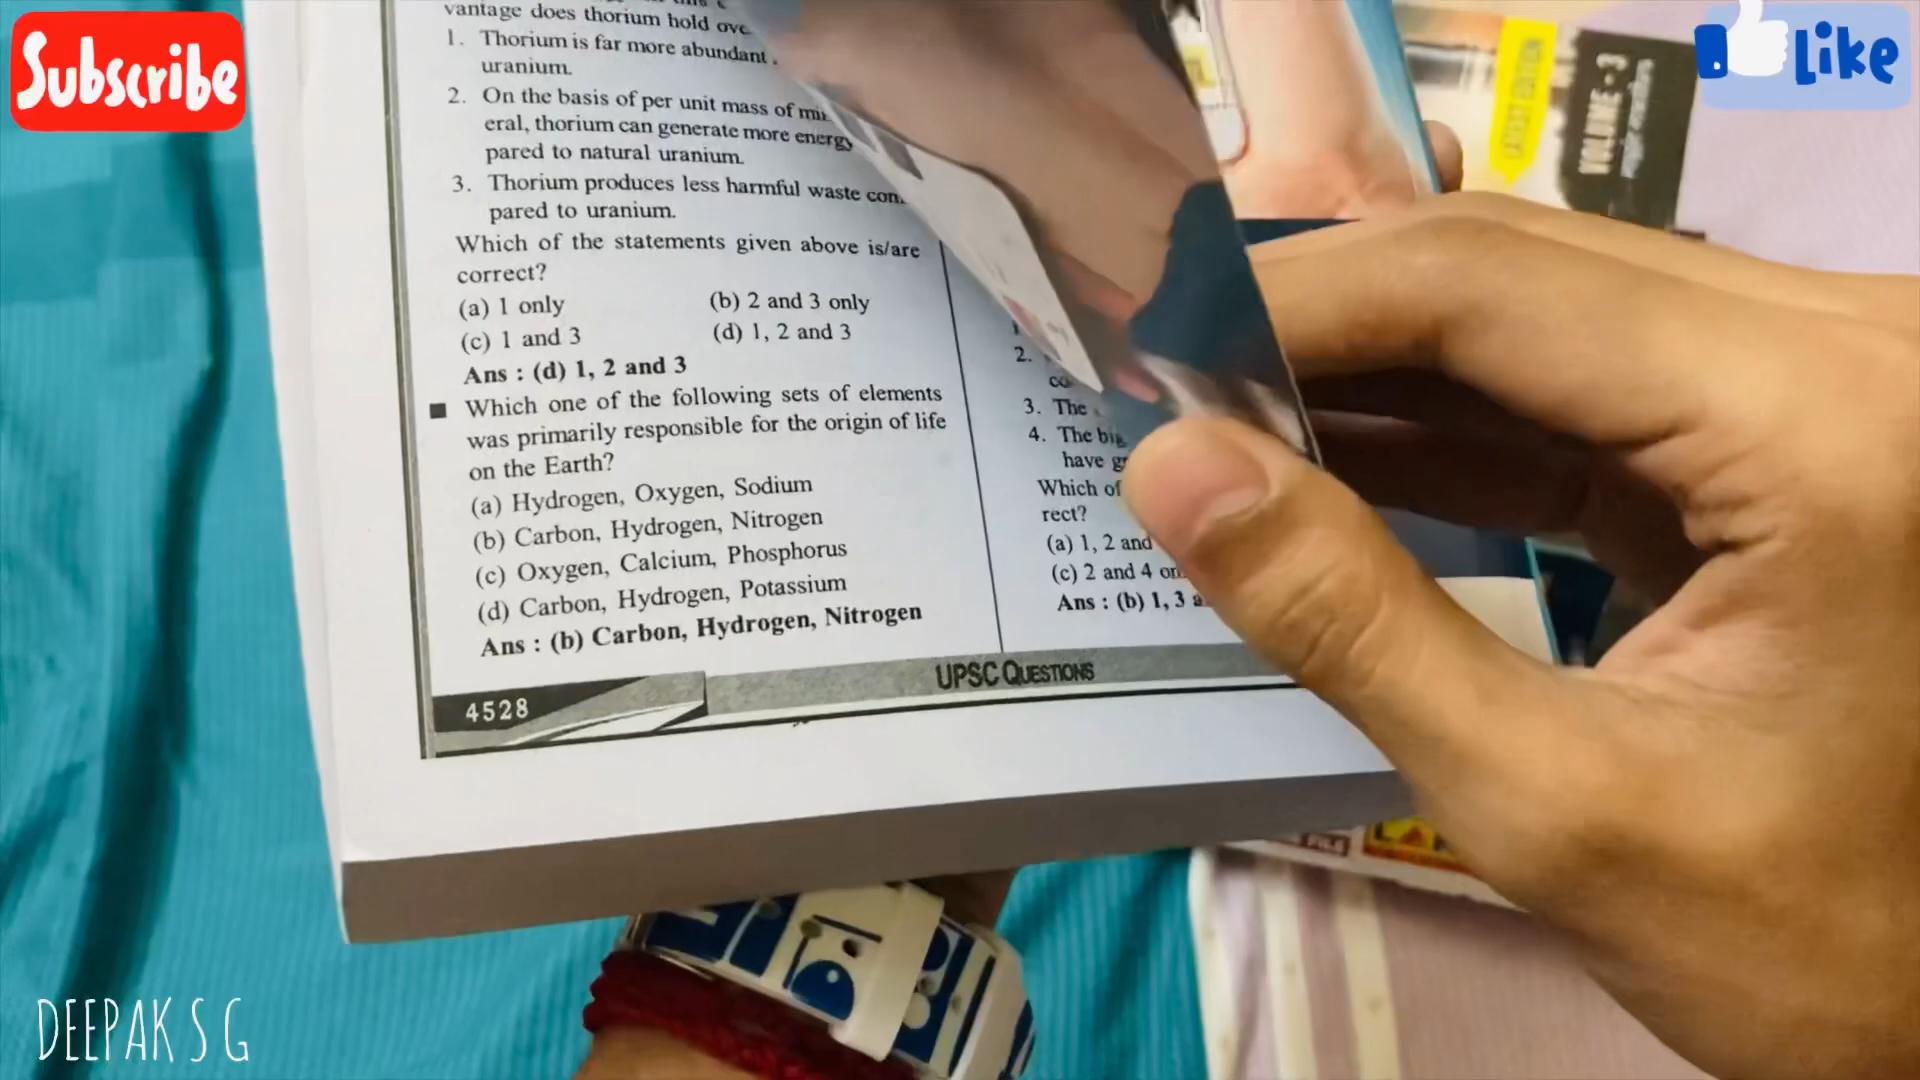 Subscribe
Like
vantage does thorium hold
1. Thorium is far more abundant
uranium.
2. On the basis of per unit mass of
eral, thorium can generate more energy
pared to natural uranium.
3. Thorium produces less harmful waste com
pared to uranium.
Which of the statements given above is/are
correct?
(a) 1 only
(b) 2 and 3 only
(c) 1 and 3
(d) 1, 2 and 3
Ans : (d) 1, 2 and 3
■ Which one of the following sets of elements
was primarily responsible for the origin of life
on the Earth?
(a) Hydrogen, Oxygen, Sodium
(b) Carbon, Hydrogen, Nitrogen
(c) Oxygen, Calcium, Phosphorus
(d) Carbon, Hydrogen, Potassium
Ans : (b) Carbon, Hydrogen, Nitrogen
2.
co
3. The
4. The
have
Which of
rect?
(a) 1, 2 and
(c) 2 and 4
Ans : (b) 1, 3
4528
UPSC QUESTIONS
LATEST EDITION
VOLUME - 3
FILE
DEEPAK S G